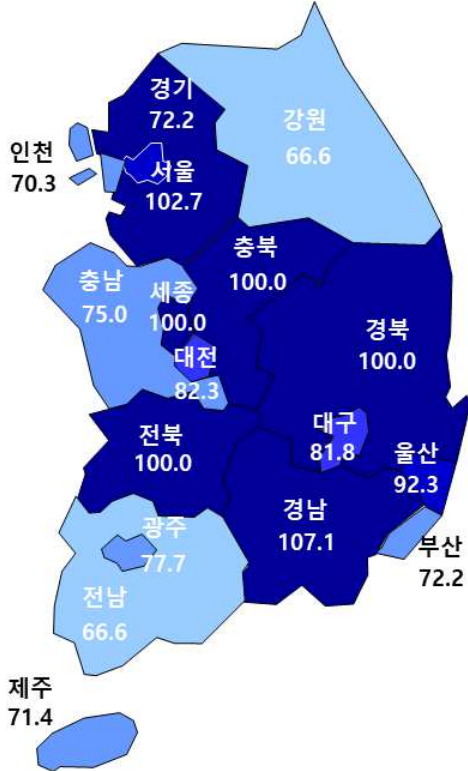 경기
72.2
강원
66.6
인천
70.3
서울
102.7
충북
100.0
충남
75.0
세종
100.0
경북
100.0
대전
82.3
대구
81.8
전북
100.0
울산
92.3
경남
107.1
광주
77.7
부산
72.2
전남
66.6
제주
71.4